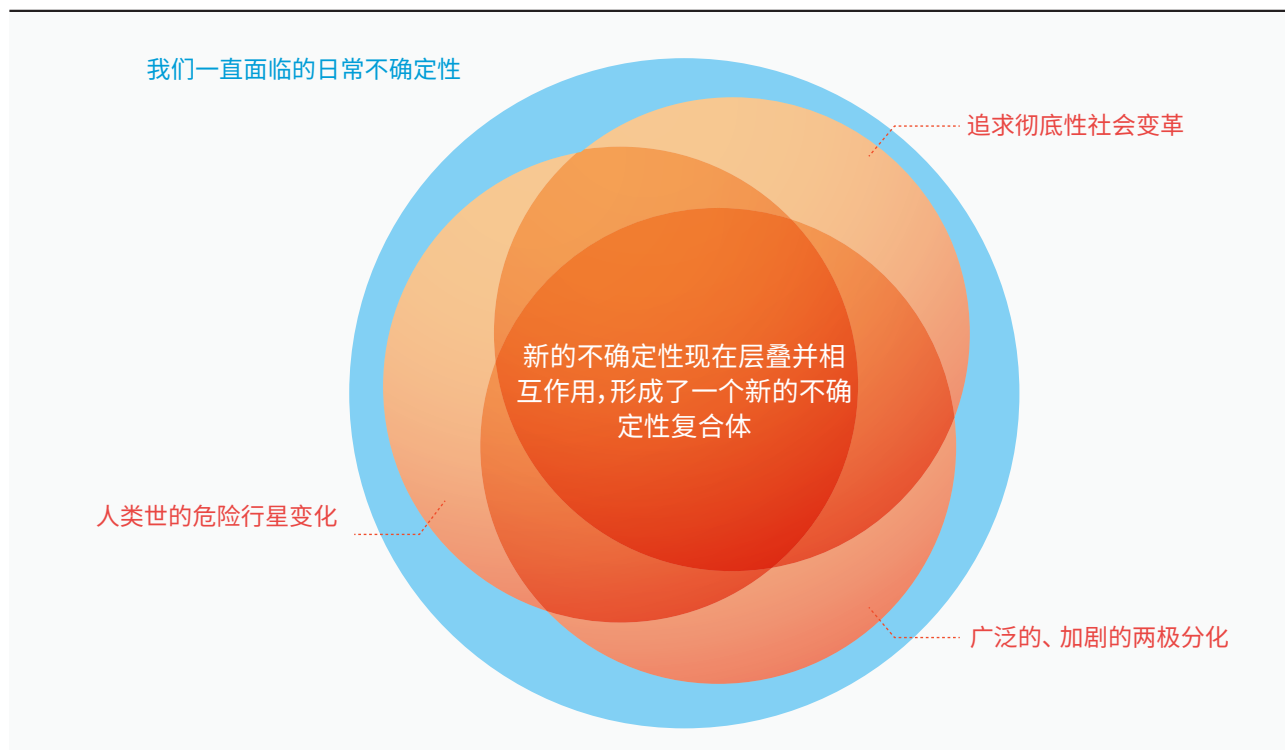 我们一直面临的日常不确定性
追求彻底性社会变革
新的不确定性现在层叠并相
互作用，形成了一个新的不确
定性复合体
人类世的危险行星变化
广泛的、加剧的两极分化